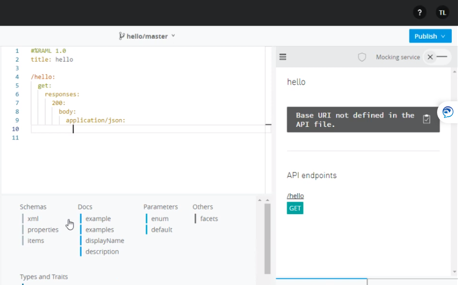 ? TL
hello/master
Publish
1 #%RAML 1.0
2 title: hello
3
4 /hello:
5 get:
6 responses:
7 200:
8 body:
9 application/json:
10
11
Mocking service
hello
Base URI not defined in the
API file.
API endpoints
/hello
GET
Schemas Docs Parameters Others
xml example enum facets
properties examples default
items displayName
description
Types and Traits